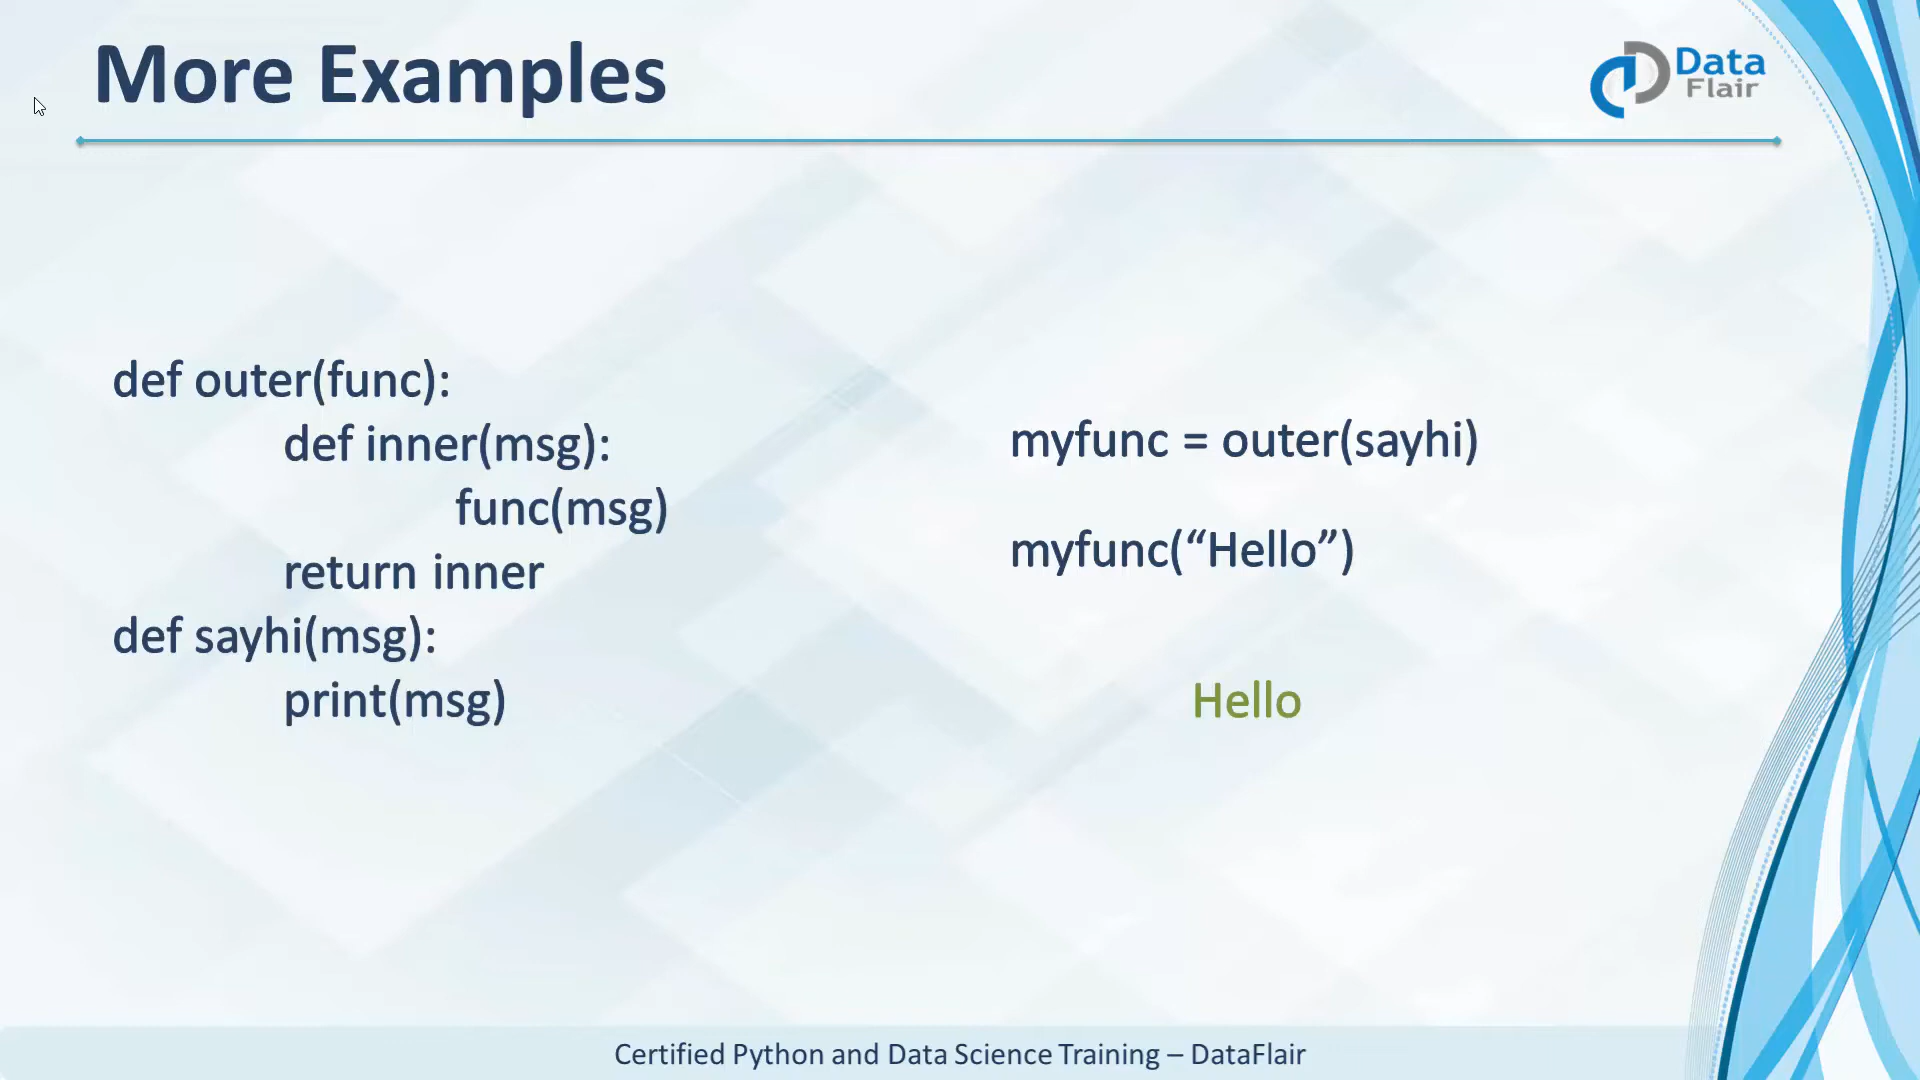 More Examples
Data
Flair
def outer(func):
def inner(msg):
func(msg)
return inner
def sayhi(msg):
print(msg)
myfunc = outer(sayhi)
myfunc(“Hello”)
Hello
Certified Python and Data Science Training – DataFlair